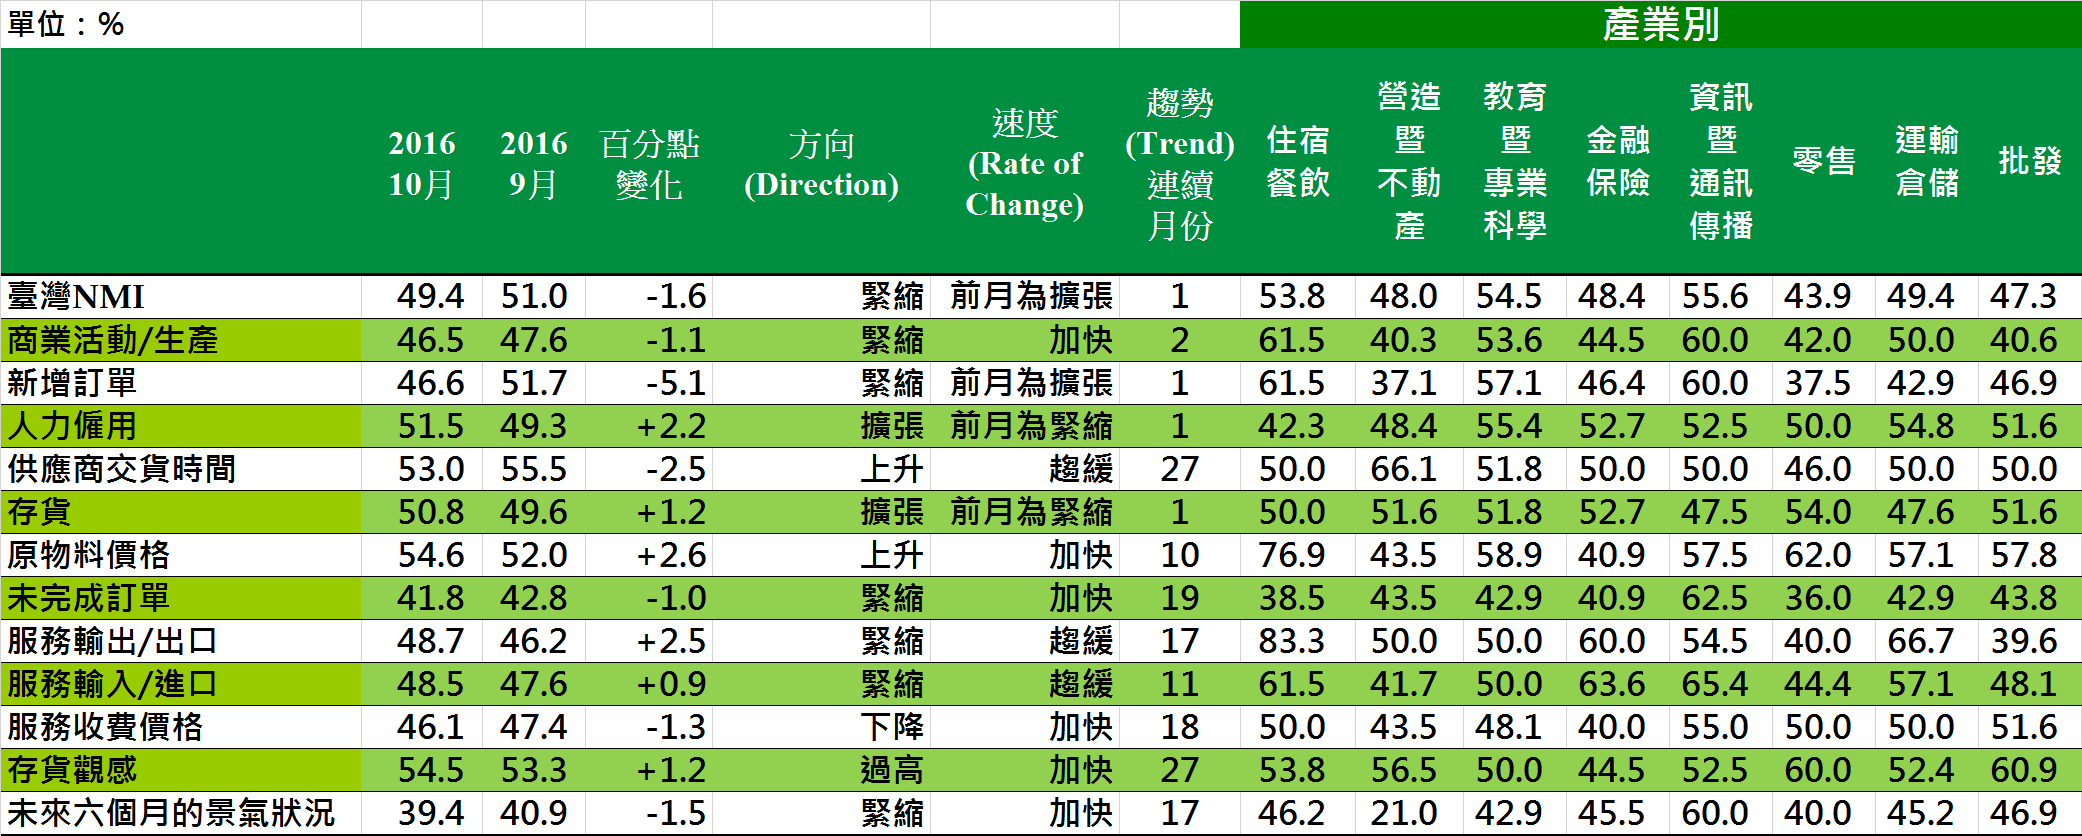 單位：% 產業別
2016 10月 2016 9月 百分點變化 方向 (Direction) 速度 (Rate of Change) 趨勢 (Trend) 連續月份 住宿餐飲 營造暨不動產 教育暨專業科學 金融保險 資訊暨通訊傳播 零售 運輸倉儲 批發
臺灣NMI 49.4 51.0 -1.6 緊縮 前月為擴張 1 53.8 48.0 54.5 48.4 55.6 43.9 49.4 47.3
商業活動/生產 46.5 47.6 -1.1 緊縮 加快 2 61.5 40.3 53.6 44.5 60.0 42.0 50.0 40.6
新增訂單 46.6 51.7 -5.1 緊縮 前月為擴張 1 61.5 37.1 57.1 46.4 60.0 37.5 42.9 46.9
人力僱用 51.5 49.3 +2.2 擴張 前月為緊縮 1 42.3 48.4 55.4 52.7 52.5 50.0 54.8 51.6
供應商交貨時間 53.0 55.5 -2.5 上升 趨緩 27 50.0 66.1 51.8 50.0 50.0 46.0 50.0 50.0
存貨 50.8 49.6 +1.2 擴張 前月為緊縮 1 50.0 51.6 51.8 52.7 47.5 54.0 47.6 51.6
原物料價格 54.6 52.0 +2.6 上升 加快 10 76.9 43.5 58.9 40.9 57.5 62.0 57.1 57.8
未完成訂單 41.8 42.8 -1.0 緊縮 加快 19 38.5 43.5 42.9 40.9 62.5 36.0 42.9 43.8
服務輸出/出口 48.7 46.2 +2.5 緊縮 趨緩 17 83.3 50.0 50.0 60.0 54.5 40.0 66.7 39.6
服務輸入/進口 48.5 47.6 +0.9 緊縮 趨緩 11 61.5 41.7 50.0 63.6 65.4 44.4 57.1 48.1
服務收費價格 46.1 47.4 -1.3 下降 加快 18 50.0 43.5 48.1 40.0 55.0 50.0 50.0 51.6
存貨觀感 54.5 53.3 +1.2 過高 加快 27 53.8 56.5 50.0 44.5 52.5 60.0 52.4 60.9
未來六個月的景氣狀況 39.4 40.9 -1.5 緊縮 加快 17 46.2 21.0 42.9 45.5 60.0 40.0 45.2 46.9